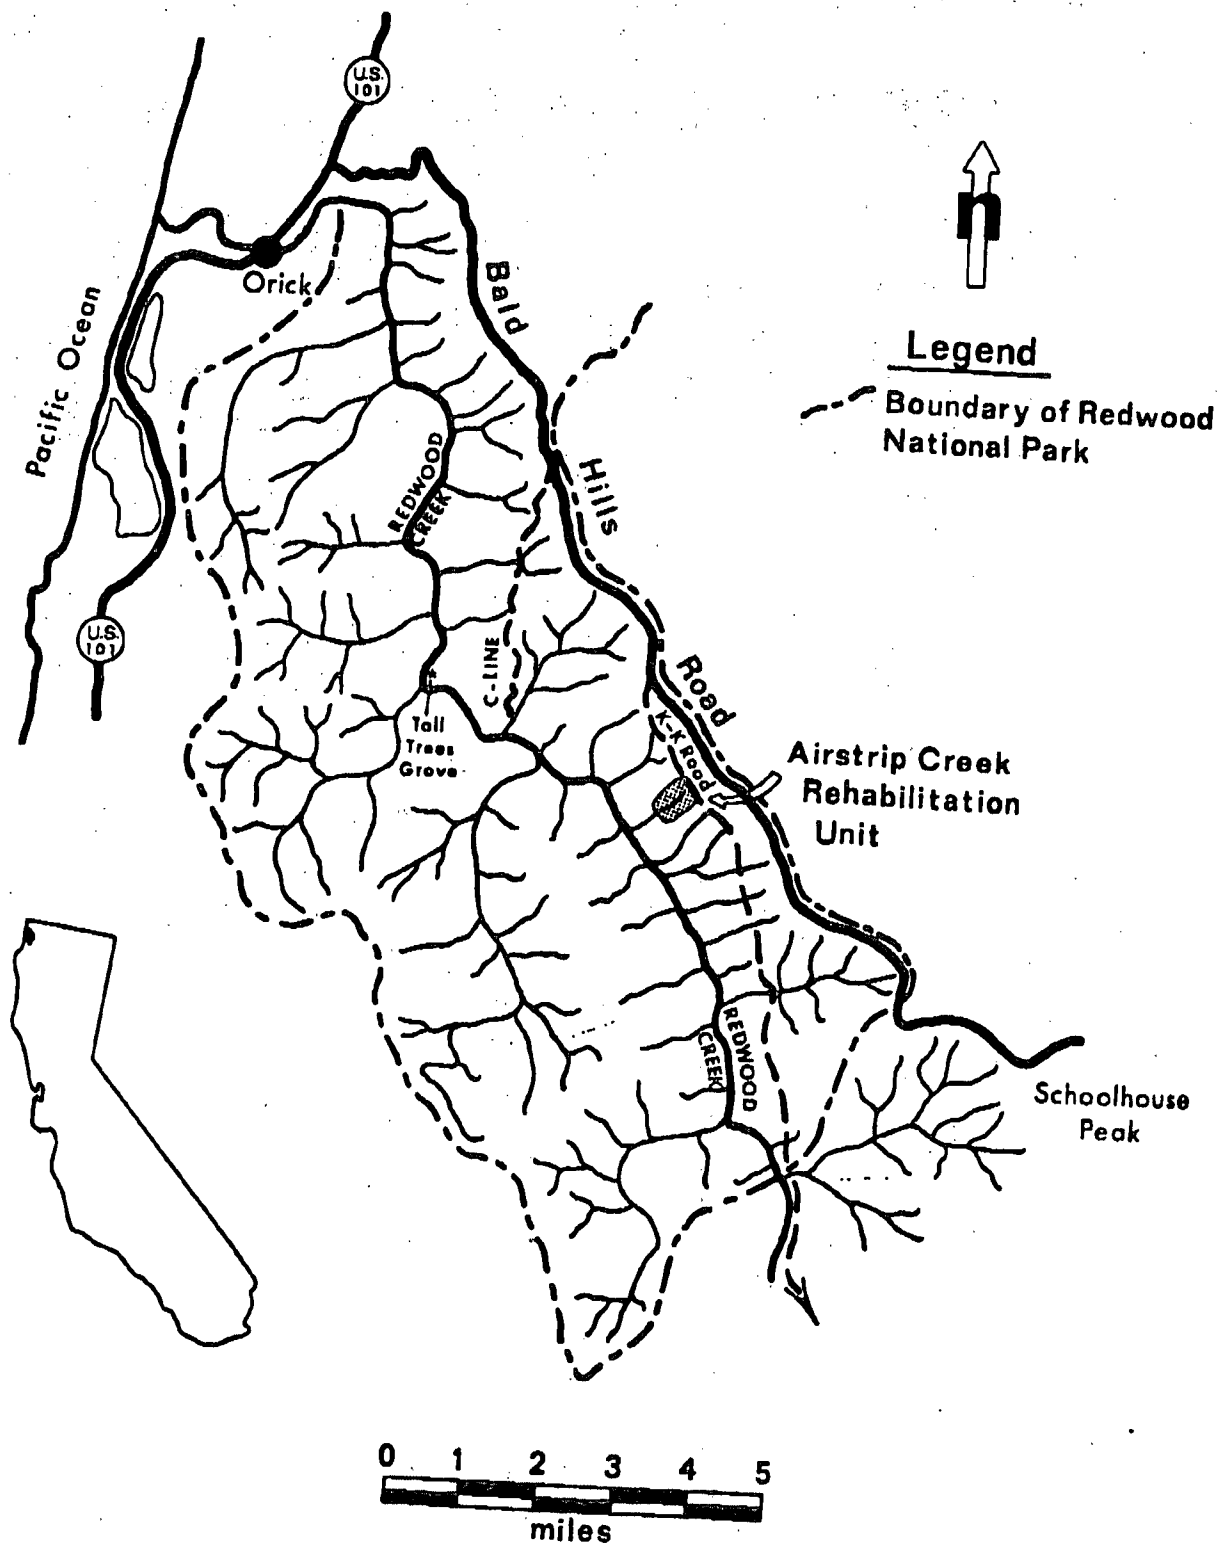 U.S.
101
Orick
Bald
Pacific Ocean
Legend
Boundary of Redwood
National Park
REDWOOD
CREEK
Hills
U.S.
101
C-LINE
Road
Tall
Trees
Grove
K-K Road
Airstrip Creek
Rehabilitation
Unit
REDWOOD
CREEK
Schoolhouse
Peak
0 1 2 3 4 5
miles